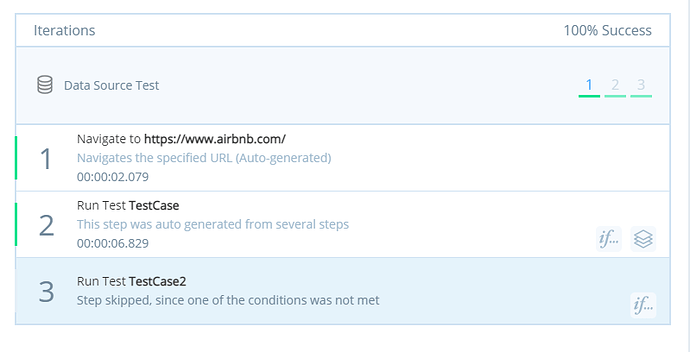 Iterations 100% Success
Data Source Test 1 2 3
1
Navigate to https://www.airbnb.com/
Navigates the specified URL (Auto-generated)
00:00:02.079
2
Run Test TestCase
This step was auto generated from several steps
00:00:06.829
if...
3
Run Test TestCase2
Step skipped, since one of the conditions was not met
if...